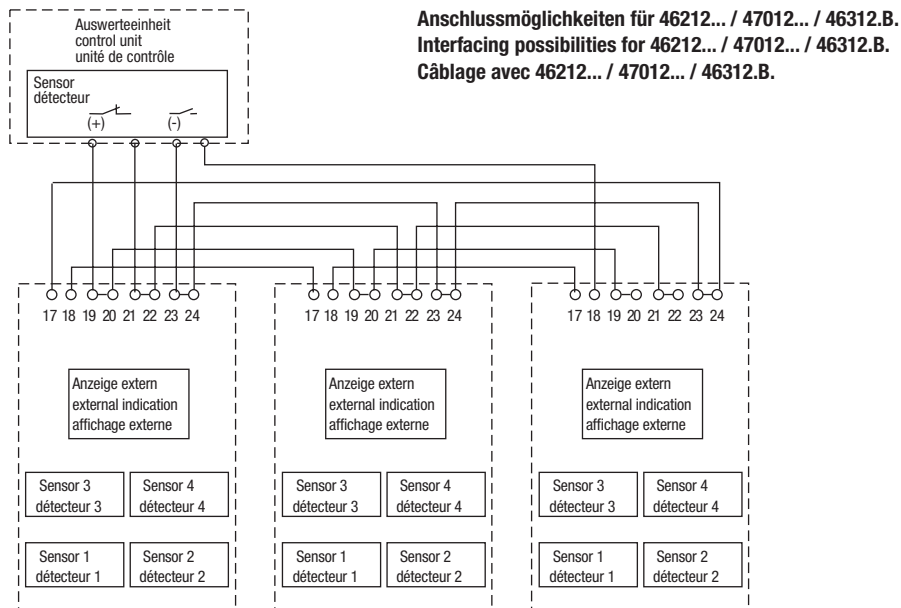 Auswerteeinheit
control unit
unité de contrôle
Sensor
détecteur
(+) (-)
Anschlussmöglichkeiten für 46212... / 47012... / 46312.B.
Interfacing possibilities for 46212... / 47012... / 46312.B.
Câblage avec 46212... / 47012... / 46312.B.
17 18 19 20 21 22 23 24
Anzeige extern
external indication
affichage externe
Sensor 3
détecteur 3
Sensor 4
détecteur 4
Sensor 1
détecteur 1
Sensor 2
détecteur 2
17 18 19 20 21 22 23 24
Anzeige extern
external indication
affichage externe
Sensor 3
détecteur 3
Sensor 4
détecteur 4
Sensor 1
détecteur 1
Sensor 2
détecteur 2
17 18 19 20 21 22 23 24
Anzeige extern
external indication
affichage externe
Sensor 3
détecteur 3
Sensor 4
détecteur 4
Sensor 1
détecteur 1
Sensor 2
détecteur 2